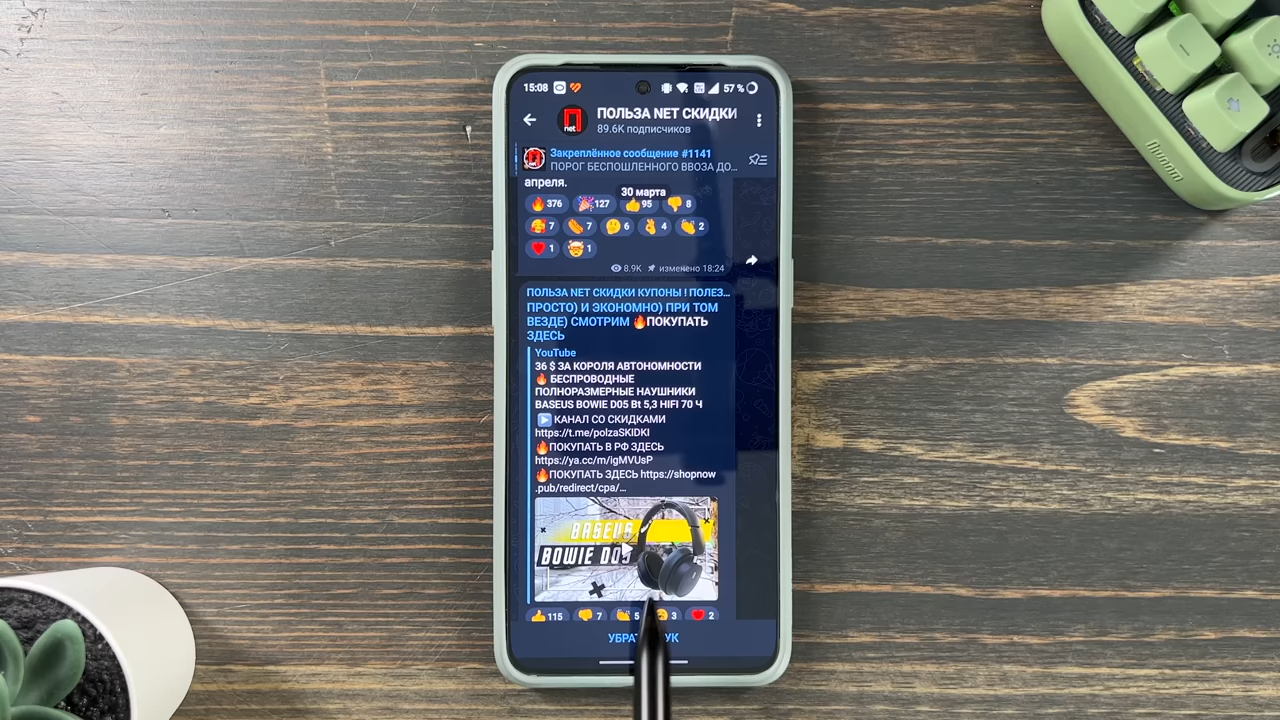 15:08
57 %
ПОЛЬЗА NET СКИДКИ
89.6K подписчиков
Закреплённое сообщение #1141
ПОРОГ БЕСПОШЛЕННОГО ВВОЗА ДО...
апреля.
30 марта
376 127 95 8
7 7 6 4 2
1 1
8.9K изменено 18:24
ПОЛЬЗА NET СКИДКИ КУПОНЫ ! ПОЛЕЗ...
ПРОСТО) И ЭКОНОМНО) ПРИ ТОМ
ВЕЗДЕ) СМОТРИМ 🔥ПОКУПАТЬ
ЗДЕСЬ
YouTube
36 $ ЗА КОРОЛЯ АВТОНОМНОСТИ
🔥 БЕСПРОВОДНЫЕ
ПОЛНОРАЗМЕРНЫЕ НАУШНИКИ
BASEUS BOWIE D05 Bt 5,3 HIFI 70 Ч
▶️ КАНАЛ СО СКИДКАМИ
https://t.me/polzaSKIDKI
🔥ПОКУПАТЬ В РФ ЗДЕСЬ
https://ya.cc/m/igMVUsP
🔥ПОКУПАТЬ ЗДЕСЬ https://shopnow
.pub/redirect/cpa/...
BASEUS
BOWIE D05
115 7 5 3 2